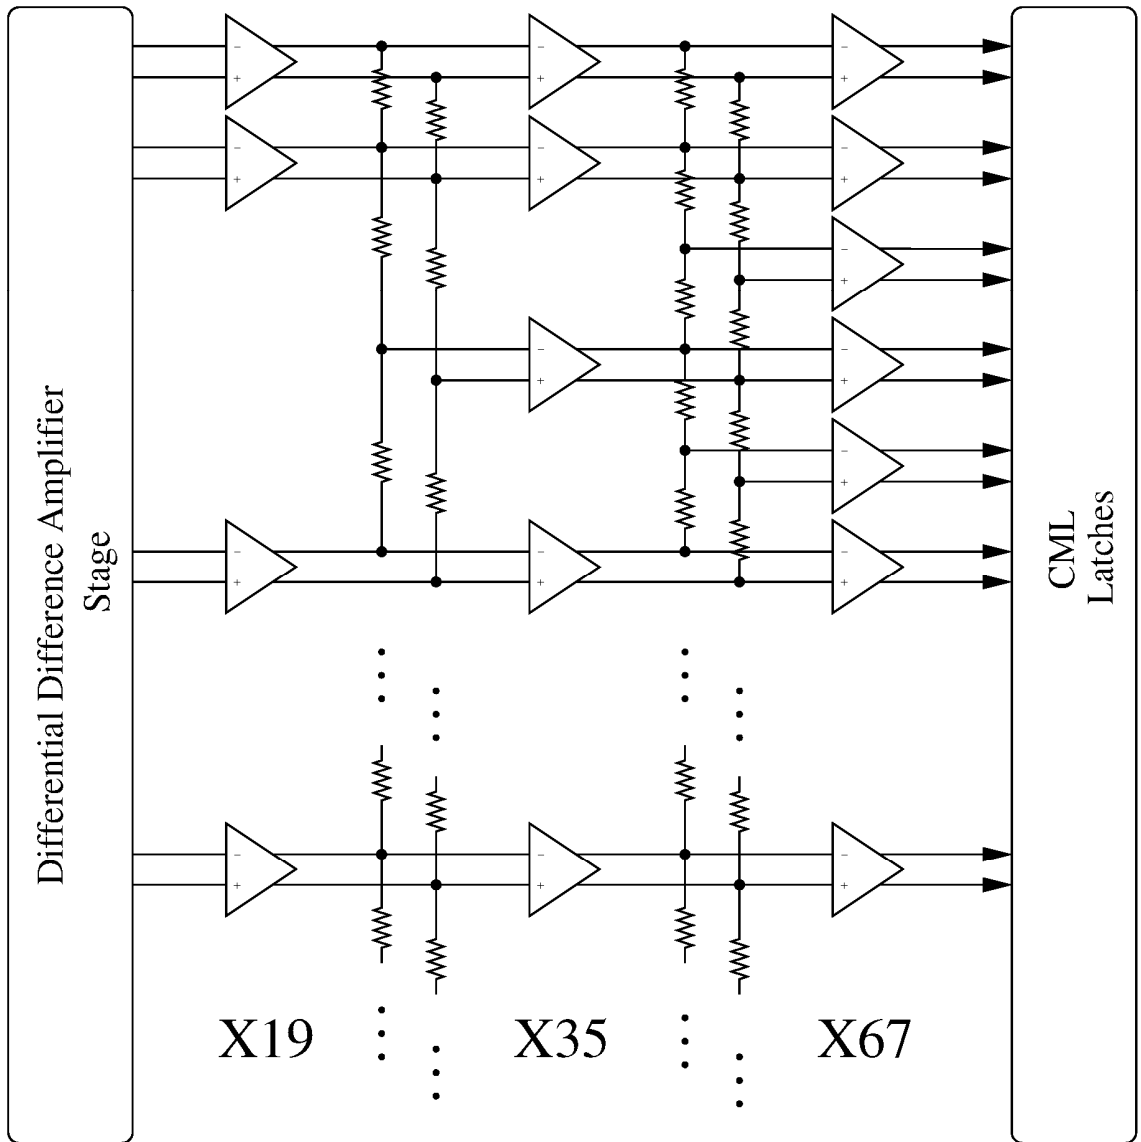 Differential Difference Amplifier
Stage
X19
X35
X67
CML
Latches